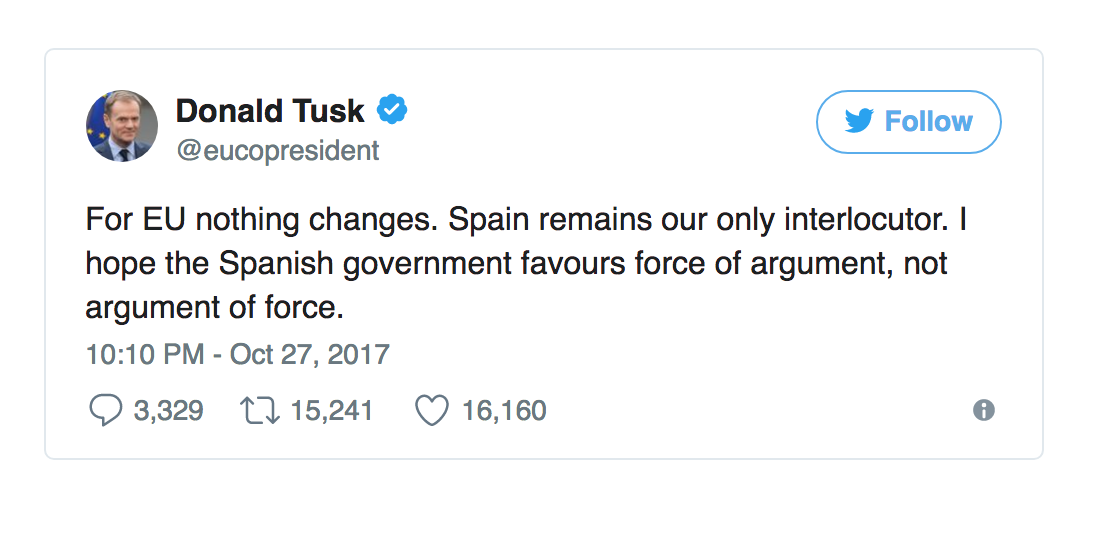 Donald Tusk
@eucopresident
Follow
For EU nothing changes. Spain remains our only interlocutor. I
hope the Spanish government favours force of argument, not
argument of force.
10:10 PM - Oct 27, 2017
3,329 15,241 16,160